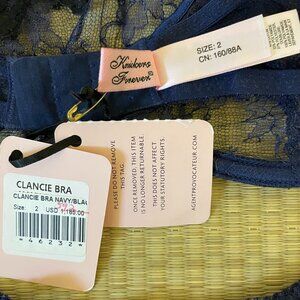 Knickers
Forever
SIZE: 2
CN: 160/88A
PLEASE DO NOT REMOVE
THIS TAG.
ONCE REMOVED, THIS ITEM
IS NO LONGER RETURNABLE.
THIS DOES NOT AFFECT
YOUR STATUTORY RIGHTS.
AGENTPROVOCATEUR.COM
CLANCIE BRA
CLANCIE BRA NAVY/BLAC
Size: 2 USD
*46232*